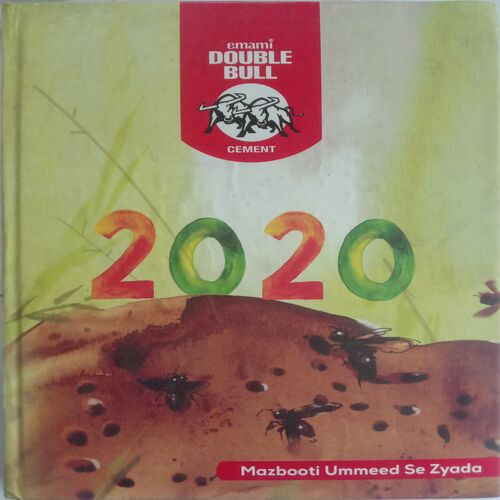 emami®
DOUBLE
BULL
CEMENT
2020
Mazbooti Ummeed Se Zyada